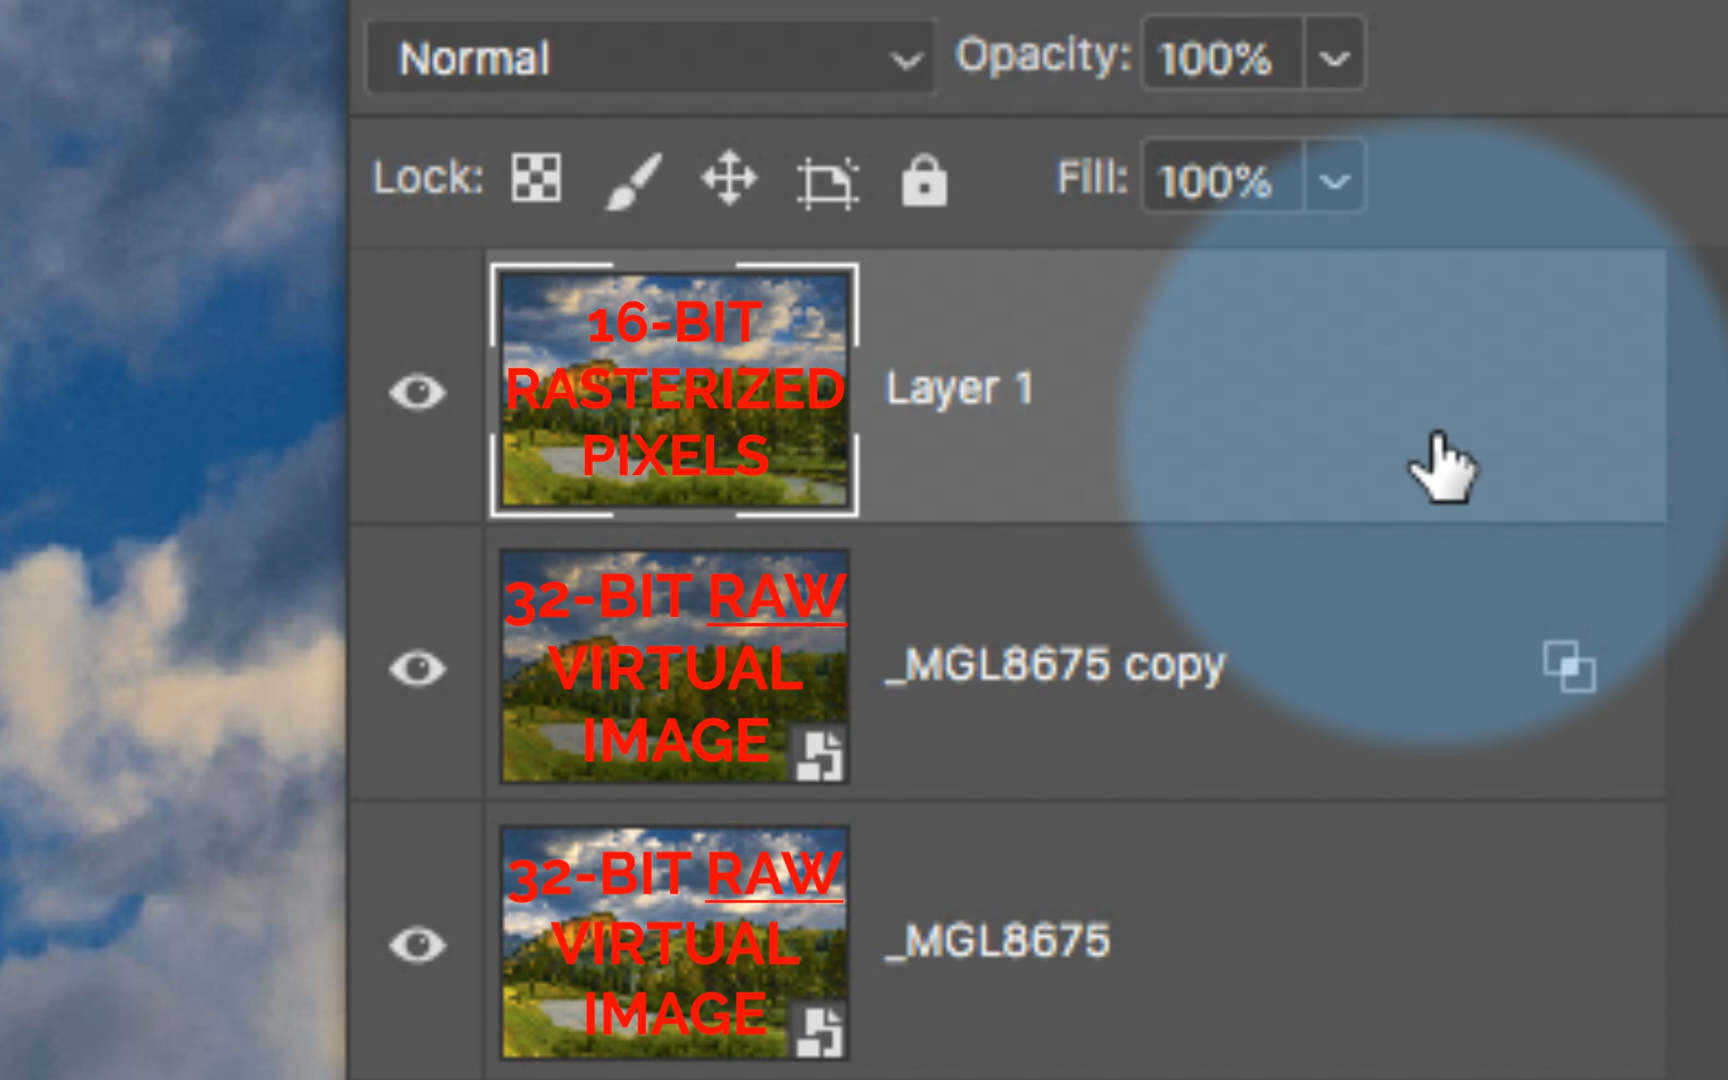 Normal Opacity: 100%
Lock: Fill: 100%
16-BIT
RASTERIZED
PIXELS
Layer 1
32-BIT RAW
VIRTUAL
IMAGE
_MGL8675 copy
32-BIT RAW
VIRTUAL
IMAGE
_MGL8675